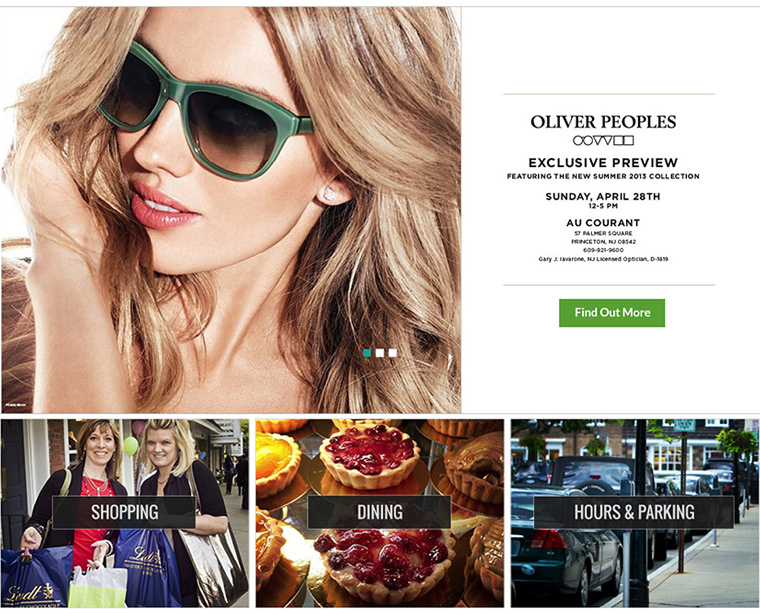 OLIVER PEOPLES
EXCLUSIVE PREVIEW
FEATURING THE NEW SUMMER 2013 COLLECTION
SUNDAY, APRIL 28TH
12-5 PM
AU COURANT
57 PALMER SQUARE
PRINCETON, NJ 08542
609-921-9600
Gary J. Iavarone, NJ Licensed Optician, D-1819
Find Out More
SHOPPING
DINING
HOURS & PARKING
Lindt
Lindt